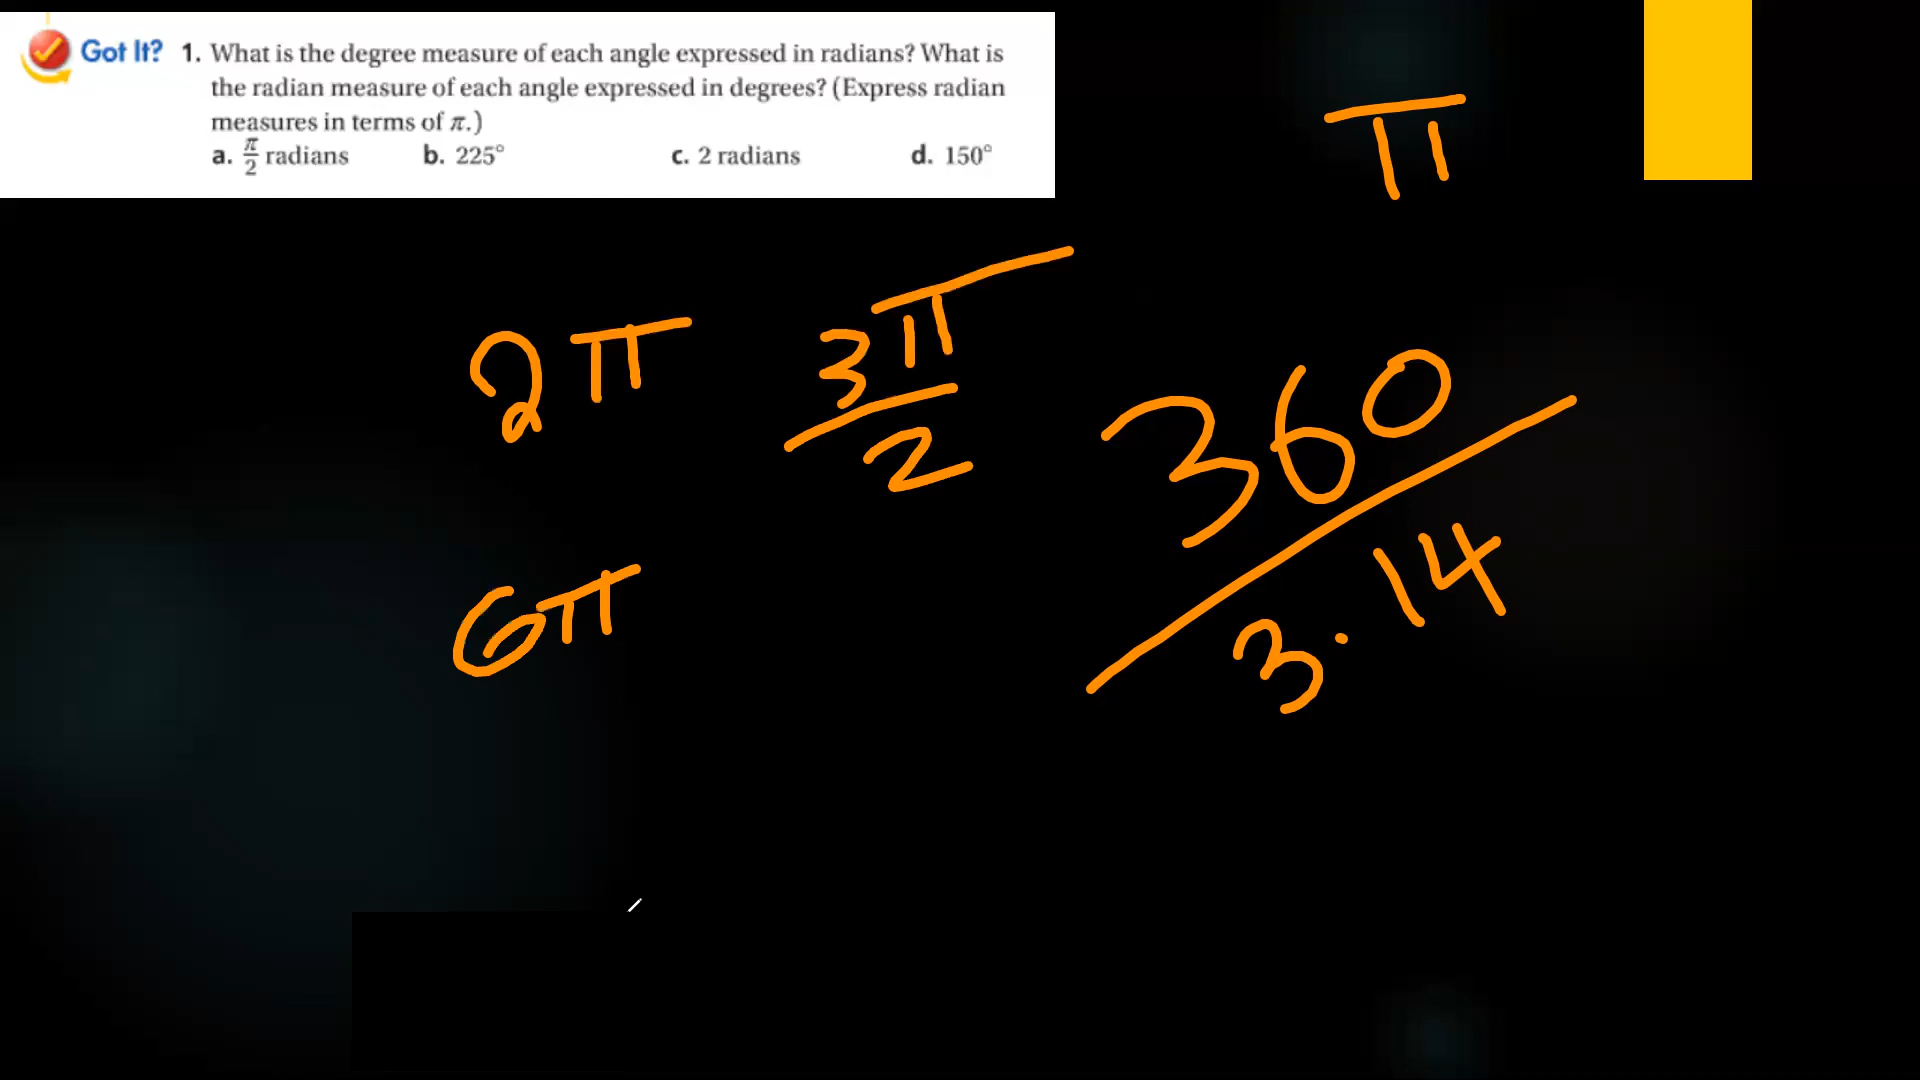 Got It? 1. What is the degree measure of each angle expressed in radians? What is
the radian measure of each angle expressed in degrees? (Express radian
measures in terms of π.)
a. π/2 radians b. 225° c. 2 radians d. 150°
π
2π 3π/2 360/3.14
6π